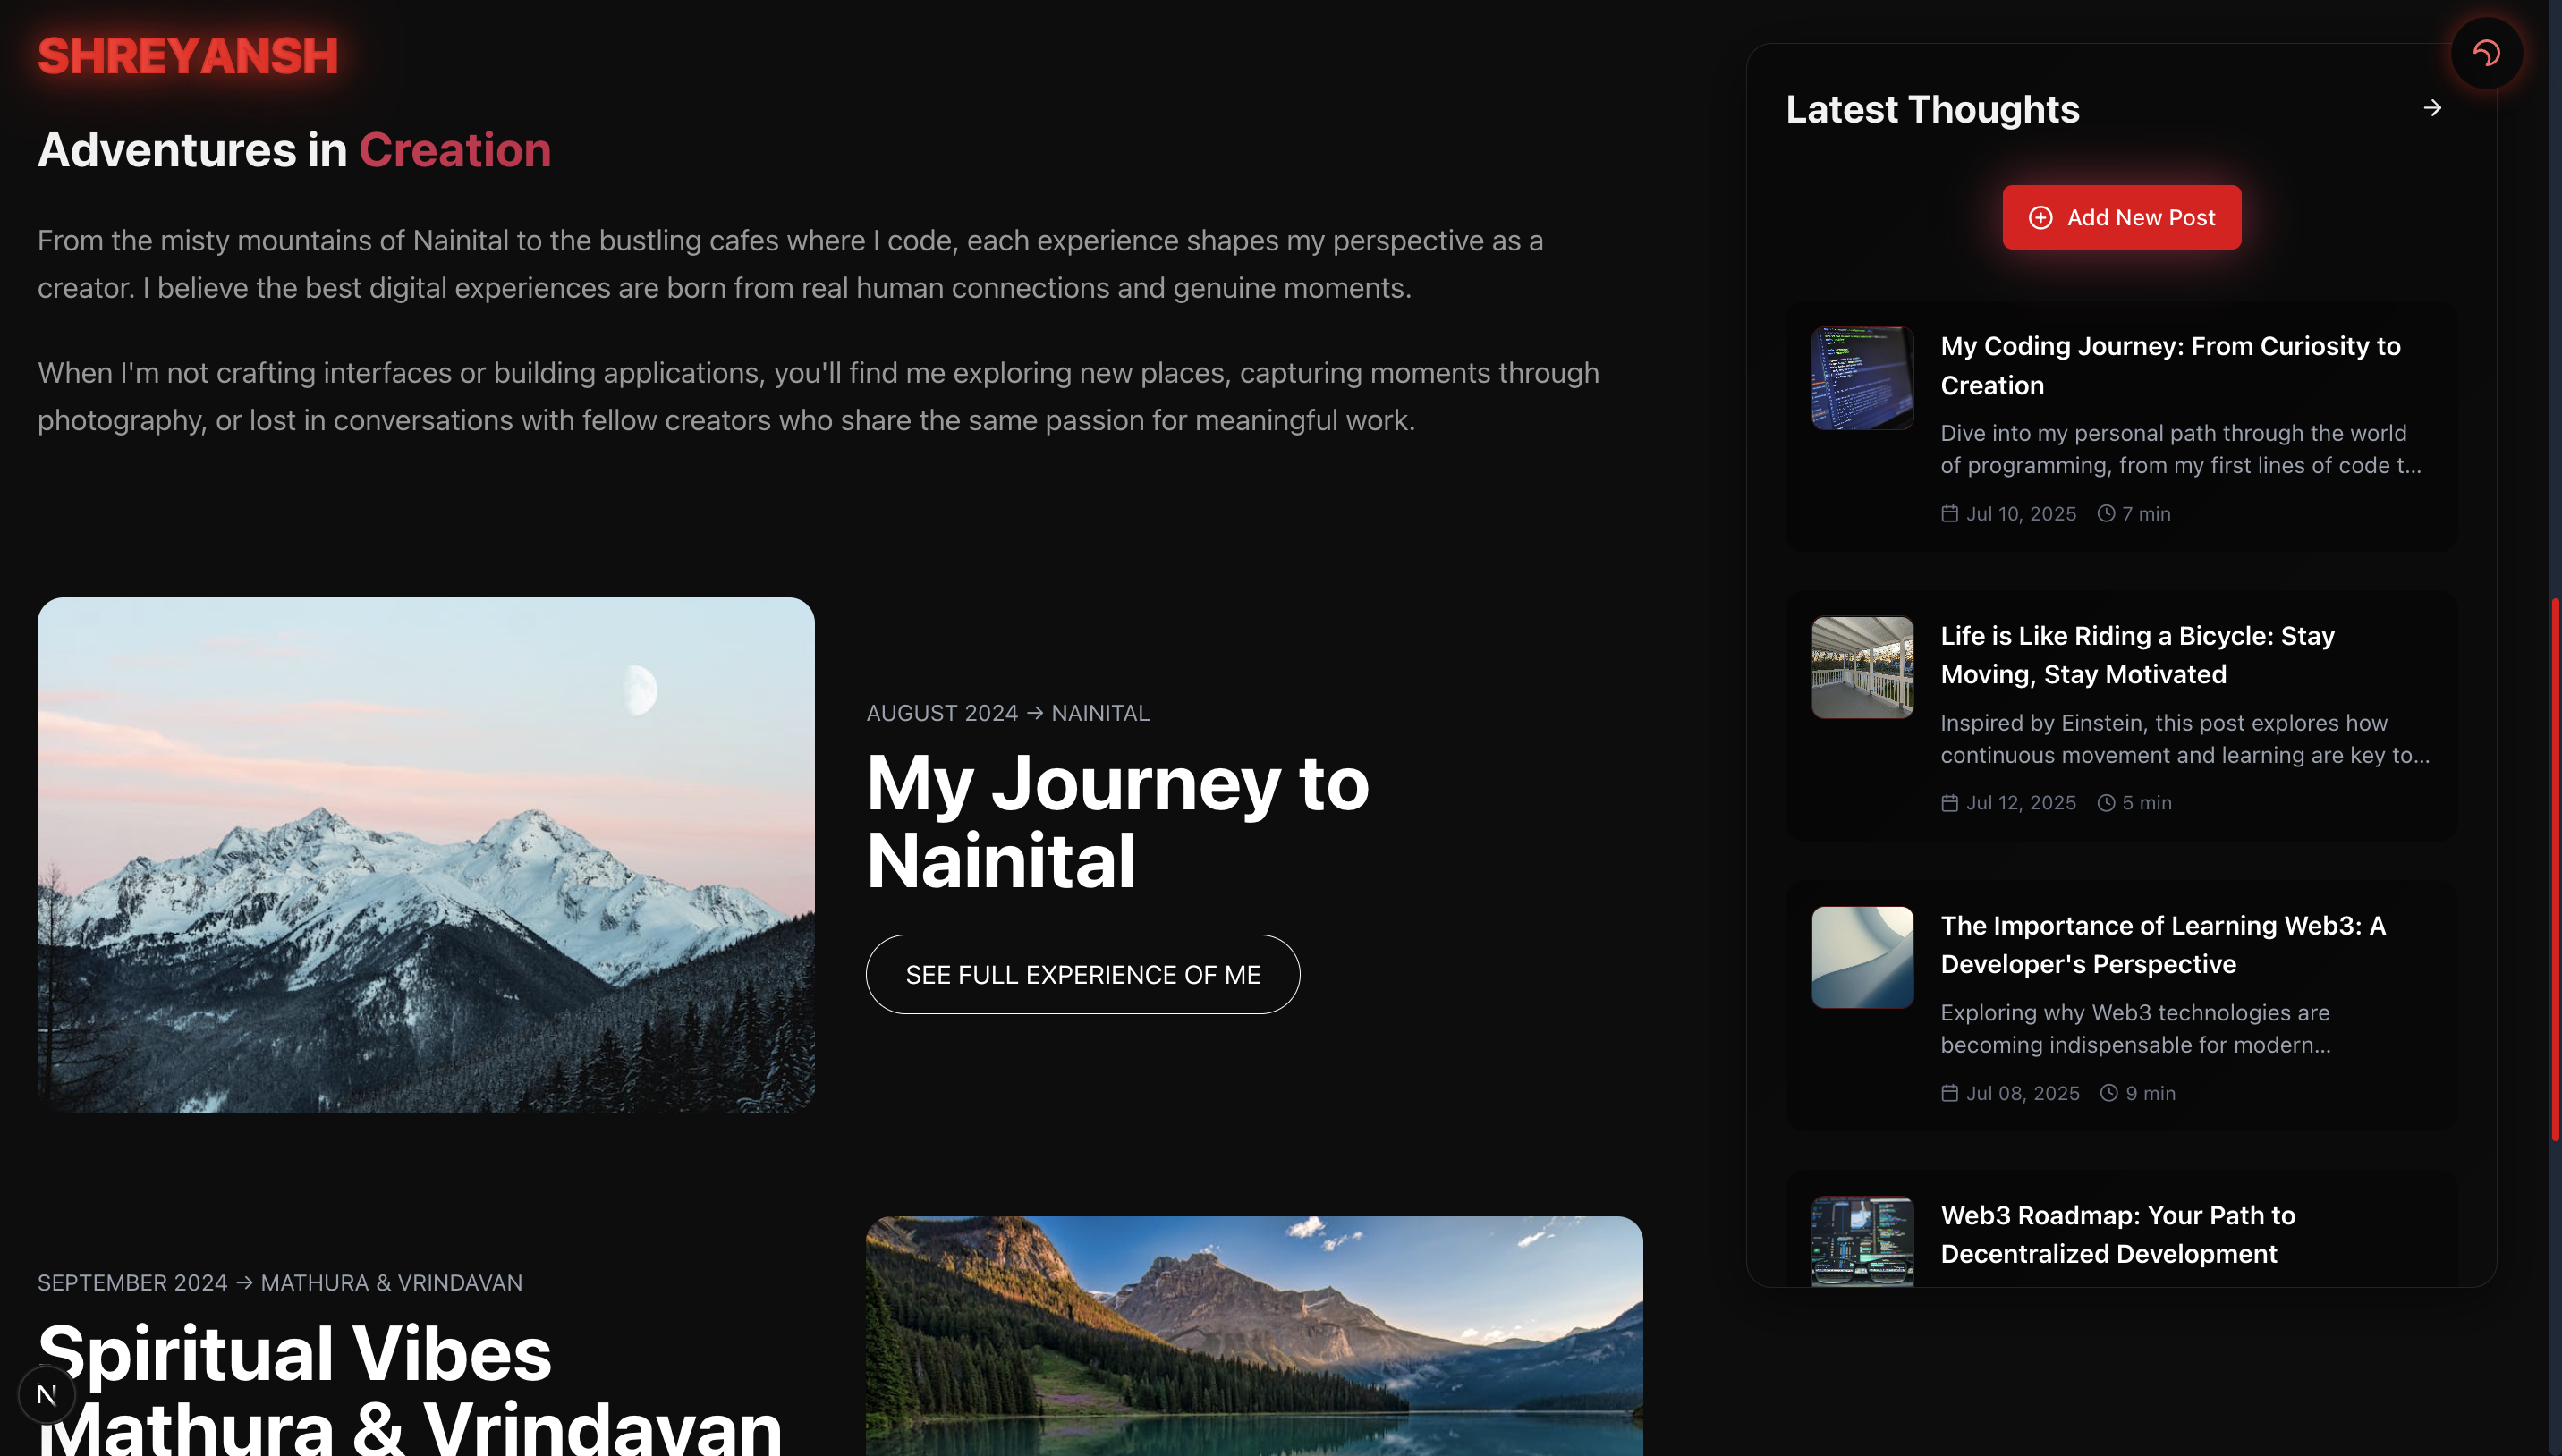 SHREYANSH
Adventures in Creation
From the misty mountains of Nainital to the bustling cafes where I code, each experience shapes my perspective as a
creator. I believe the best digital experiences are born from real human connections and genuine moments.
When I'm not crafting interfaces or building applications, you'll find me exploring new places, capturing moments through
photography, or lost in conversations with fellow creators who share the same passion for meaningful work.
AUGUST 2024 → NAINITAL
My Journey to
Nainital
SEE FULL EXPERIENCE OF ME
SEPTEMBER 2024 → MATHURA & VRINDAVAN
Spiritual Vibes
Mathura & Vrindavan
N
Latest Thoughts
Add New Post
My Coding Journey: From Curiosity to
Creation
Dive into my personal path through the world
of programming, from my first lines of code t...
Jul 10, 2025 7 min
Life is Like Riding a Bicycle: Stay
Moving, Stay Motivated
Inspired by Einstein, this post explores how
continuous movement and learning are key to...
Jul 12, 2025 5 min
The Importance of Learning Web3: A
Developer's Perspective
Exploring why Web3 technologies are
becoming indispensable for modern...
Jul 08, 2025 9 min
Web3 Roadmap: Your Path to
Decentralized Development